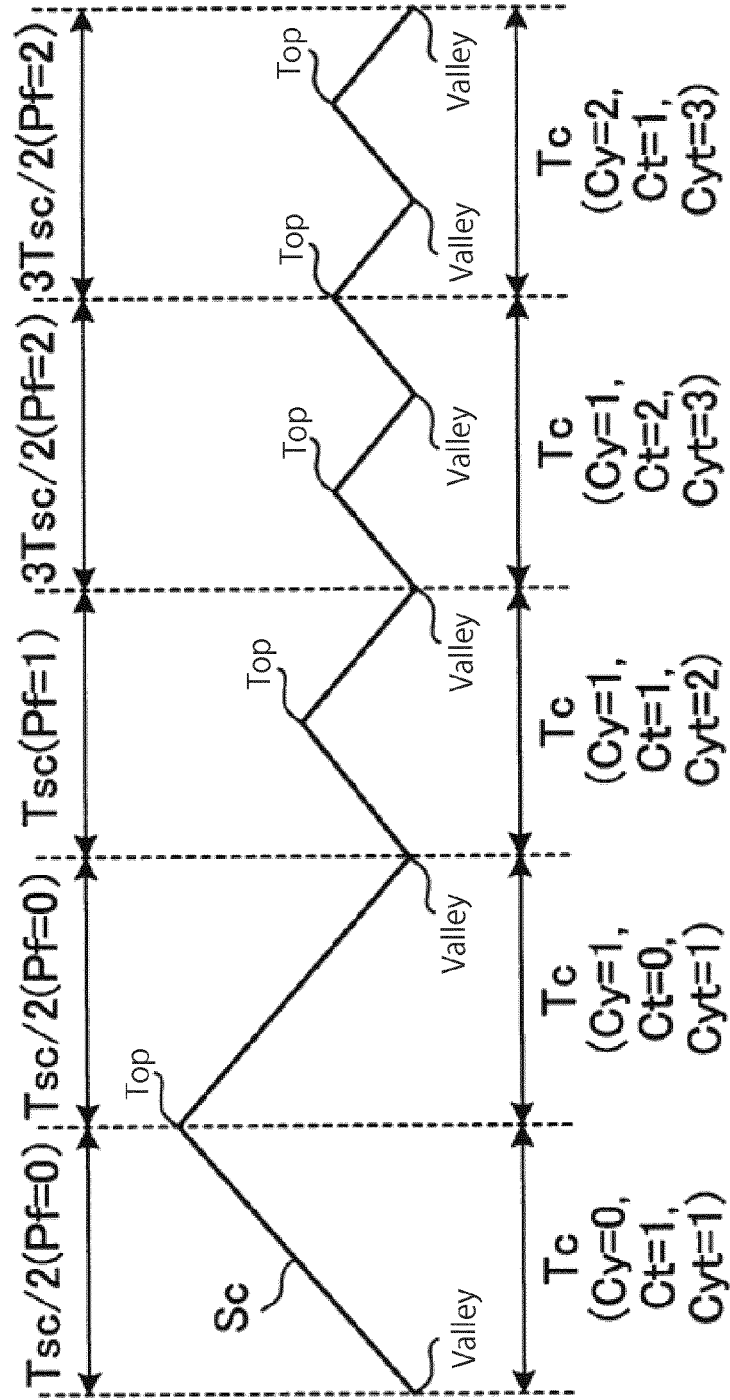 Tsc/2(Pf=0)
Tsc/2(Pf=0)
Tsc(Pf=1)
3Tsc/2(Pf=2)
3Tsc/2(Pf=2)
Sc
Valley
Top
Valley
Top
Valley
Top
Valley
Top
Valley
Top
Valley
Tc
(Cy=0,
Ct=1,
Cyt=1)
Tc
(Cy=1,
Ct=0,
Cyt=1)
Tc
(Cy=1,
Ct=1,
Cyt=2)
Tc
(Cy=1,
Ct=2,
Cyt=3)
Tc
(Cy=2,
Ct=1,
Cyt=3)